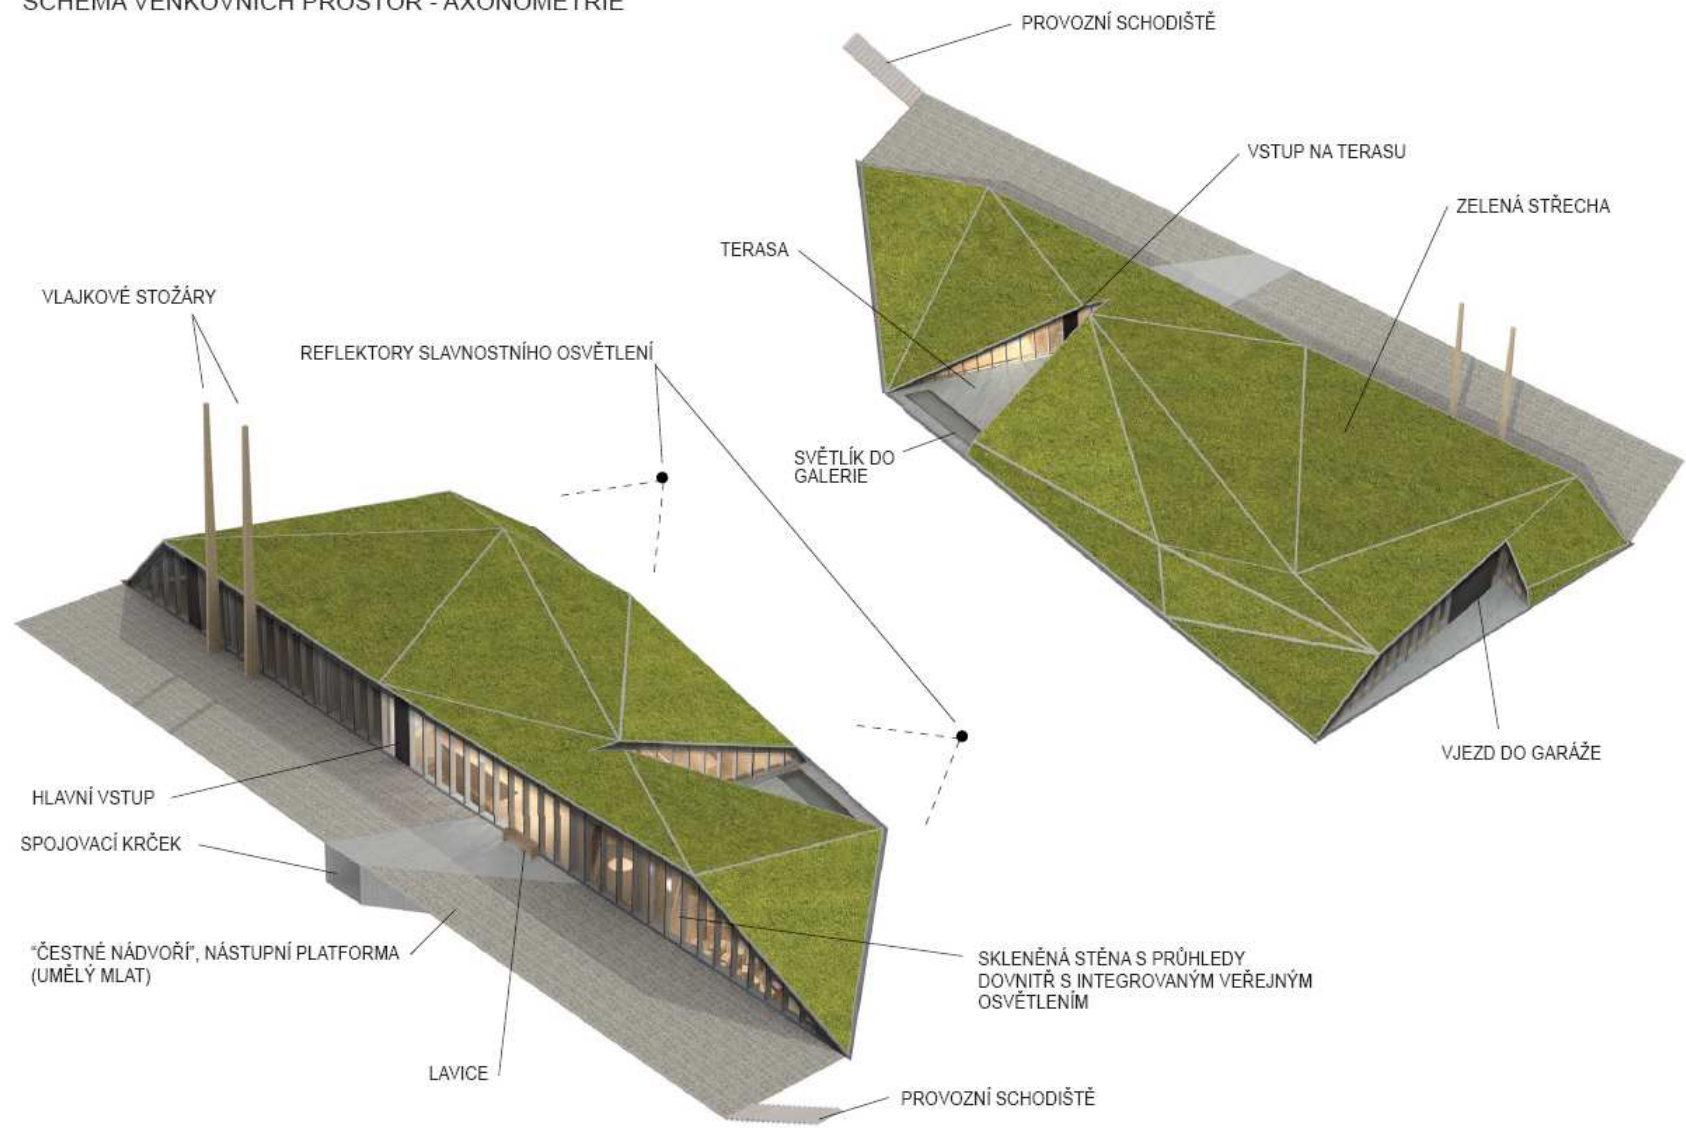 SCHÉMA VENKOVNÍCH PROSTOR - AXONOMETRIE
PROVOZNÍ SCHODIŠTĚ
VSTUP NA TERASU
ZELENÁ STŘECHA
TERASA
VLAJKOVÉ STOŽÁRY
REFLEKTORY SLAVNOSTNÍHO OSVĚTLENÍ
SVĚTLÍK DO
GALERIE
VJEZD DO GARÁŽE
HLAVNÍ VSTUP
SPOJOVACÍ KRČEK
“ČESTNÉ NÁDVOŘÍ”, NÁSTUPNÍ PLATFORMA
(UMĚLÝ MLAT)
SKLENĚNÁ STĚNA S PRŮHLEDY
DOVNITŘ S INTEGROVANÝM VEŘEJNÝM
OSVĚTLENÍM
LAVICE
PROVOZNÍ SCHODIŠTĚ